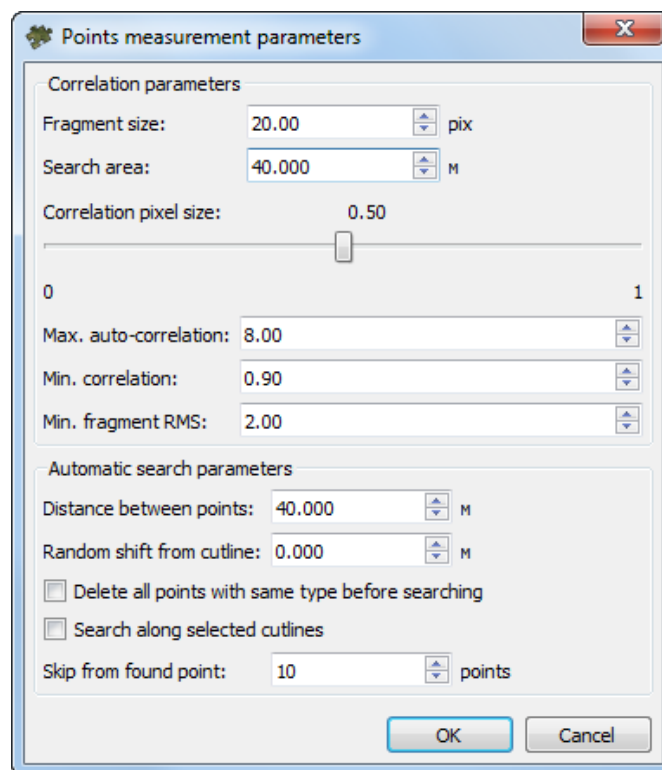 Points measurement parameters
Correlation parameters
Fragment size: 20.00 pix
Search area: 40.000 м
Correlation pixel size: 0.50
0 1
Max. auto-correlation: 8.00
Min. correlation: 0.90
Min. fragment RMS: 2.00
Automatic search parameters
Distance between points: 40.000 м
Random shift from cutline: 0.000 м
Delete all points with same type before searching
Search along selected cutlines
Skip from found point: 10 points
OK Cancel